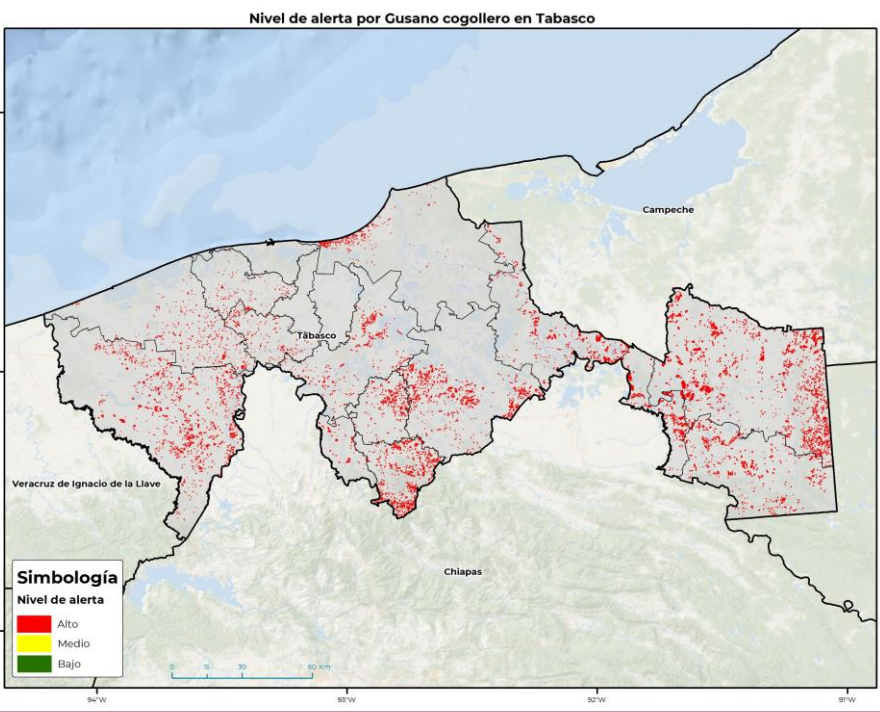 Nivel de alerta por Gusano cogollero en Tabasco
Campeche
Tabasco
Veracruz de Ignacio de la Llave
Chiapas
Simbología
Nivel de alerta
Alto
Medio
Bajo
0 15 30 60 Km
94°W 93°W 92°W 91°W